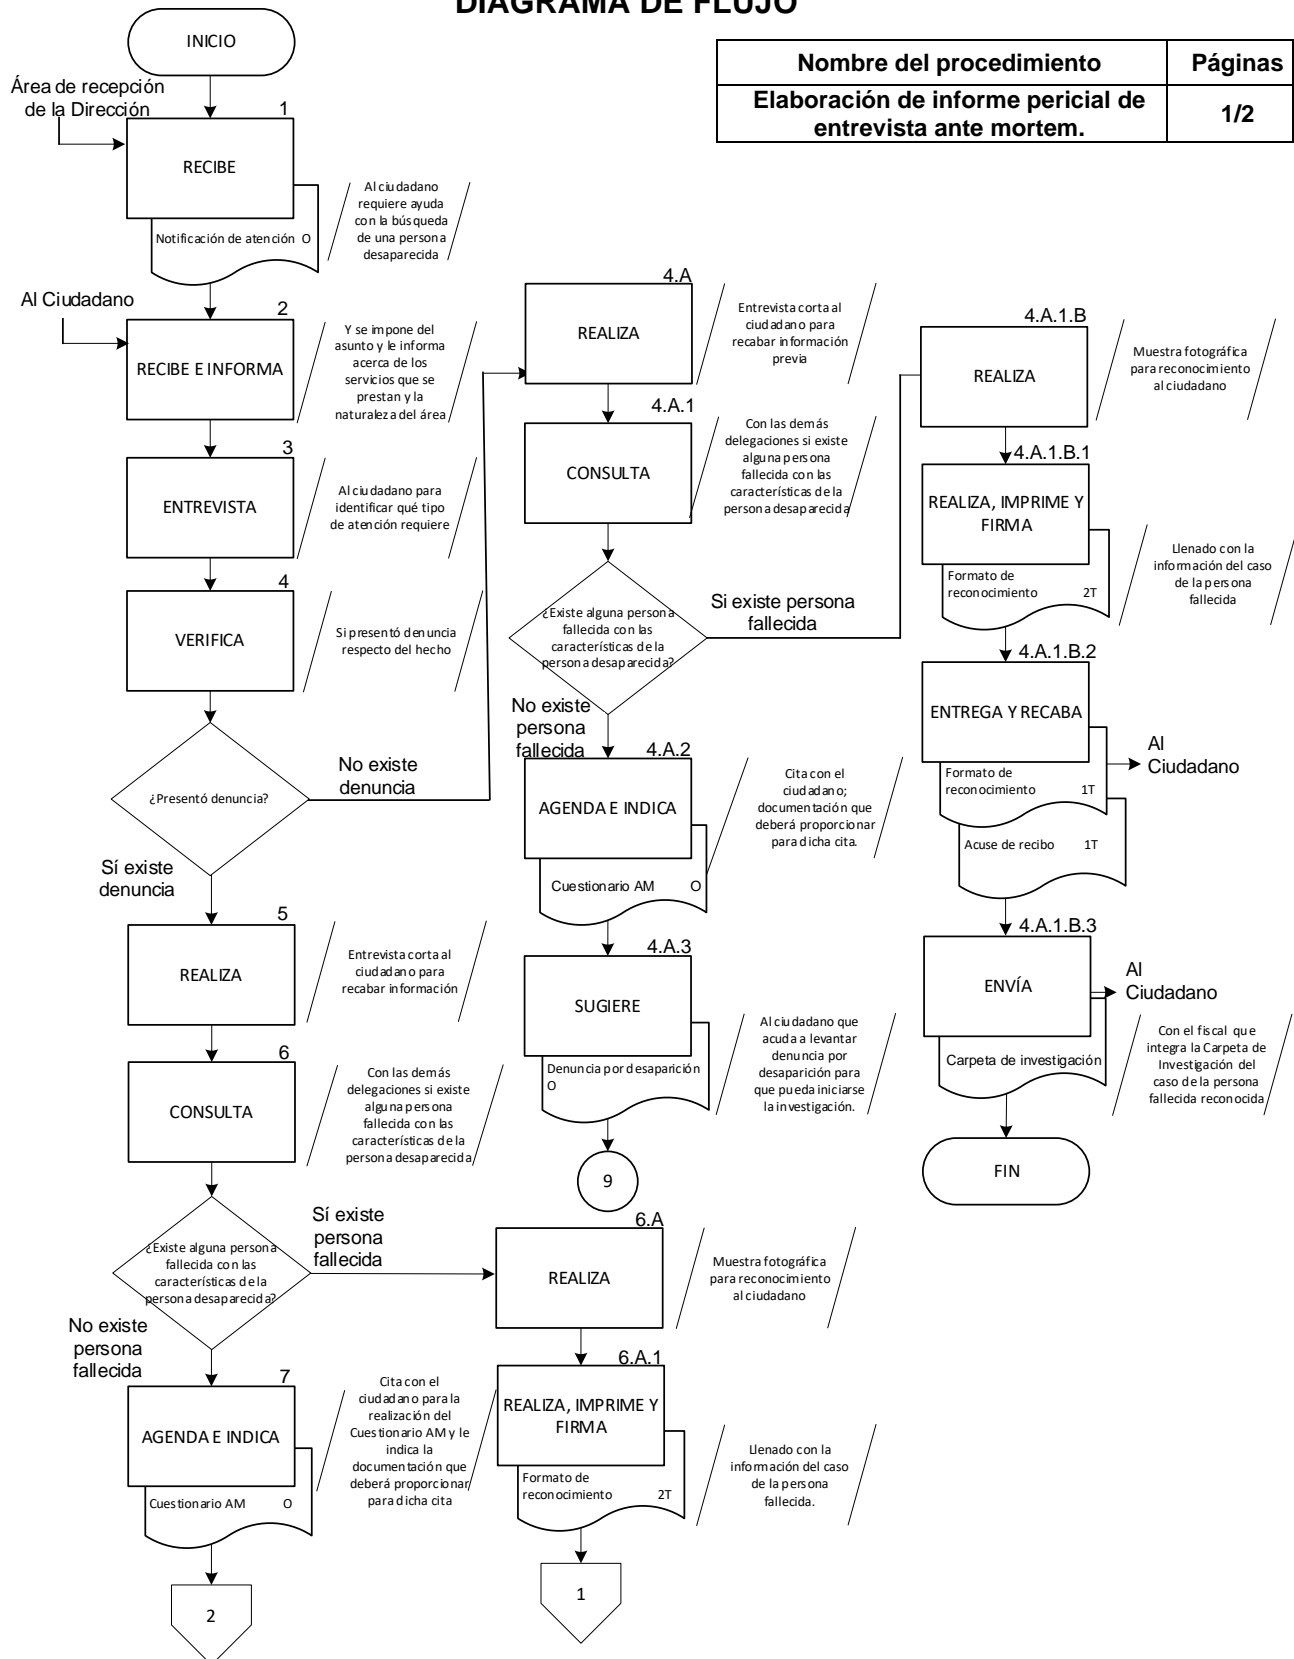 DIAGRAMA DE FLUJO
Nombre del procedimiento
Páginas
Elaboración de informe pericial de
entrevista ante mortem.
1/2
INICIO
Área de recepción
de la Dirección
1
RECIBE
Notificación de atención O
Al ciudadano
requiere ayuda
con la búsqueda
de una persona
desaparecida
Al Ciudadano
2
RECIBE E INFORMA
Y se impone del
asunto y le informa
acerca de los
servicios que se
prestan y la
naturaleza del área
3
ENTREVISTA
Al ciudadano para
identificar qué tipo
de atención requiere
4
VERIFICA
Si presentó denuncia
respecto del hecho
¿Presentó denuncia?
No existe
denuncia
Sí existe
denuncia
5
REALIZA
Entrevista corta al
ciudadano para
recabar información
6
CONSULTA
Con las demás
delegaciones si existe
alguna persona
fallecida con las
características de la
persona desaparecida
¿Existe alguna persona
fallecida con las
características de la
persona desaparecida?
Sí existe
persona
fallecida
No existe
persona
fallecida
7
AGENDA E INDICA
Cuestionario AM O
Cita con el
ciudadano para la
realización del
Cuestionario AM y le
indica la
documentación que
deberá proporcionar
para dicha cita
2
4.A
REALIZA
Entrevista corta al
ciudadano para
recabar información
previa
4.A.1
CONSULTA
Con las demás
delegaciones si existe
alguna persona
fallecida con las
características de la
persona desaparecida
¿Existe alguna persona
fallecida con las
características de la
persona desaparecida?
Si existe persona
fallecida
No existe
persona
fallecida
4.A.2
AGENDA E INDICA
Cuestionario AM O
Cita con el
ciudadano;
documentación que
deberá proporcionar
para dicha cita.
4.A.3
SUGIERE
Denuncia por desaparición
O
Al ciudadano que
acuda a levantar
denuncia por
desaparición para
que pueda iniciarse
la investigación.
9
6.A
REALIZA
Muestra fotográfica
para reconocimiento
al ciudadano
6.A.1
REALIZA, IMPRIME Y
FIRMA
Formato de
reconocimiento 2T
Llenado con la
información del caso
de la persona
fallecida.
1
4.A.1.B
REALIZA
Muestra fotográfica
para reconocimiento
al ciudadano
4.A.1.B.1
REALIZA, IMPRIME Y
FIRMA
Formato de
reconocimiento 2T
Llenado con la
información del caso
de la persona
fallecida
4.A.1.B.2
ENTREGA Y RECABA
Formato de
reconocimiento 1T
Acuse de recibo 1T
Al
Ciudadano
4.A.1.B.3
ENVÍA
Carpeta de investigación
Al
Ciudadano
Con el fiscal que
integra la Carpeta de
Investigación del
caso de la persona
fallecida reconocida
FIN